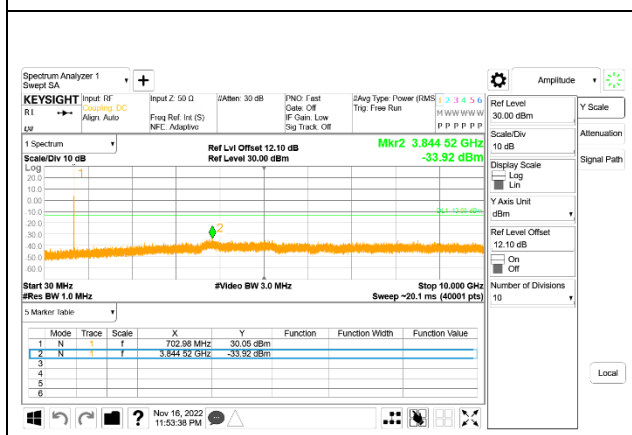 Spectrum Analyzer 1
Swept SA
KEYSIGHT
Input: RF
Coupling: DC
Align: Auto
Input Z: 50 Ω
Freq Ref: Int (S)
NFE: Adaptive
#Atten: 30 dB
PNO: Fast
Gate: Off
IF Gain: Low
Sig Track: Off
#Avg Type: Power (RMS
Trig: Free Run
1 2 3 4 5 6
M W W W W W
P P P P P P
1 Spectrum
Scale/Div 10 dB
Ref Lvl Offset 12.10 dB
Ref Level 30.00 dBm
Mkr2 3.844 52 GHz
-33.92 dBm
Log
20.0
10.0
0.00
-10.0
-20.0
-30.0
-40.0
-50.0
-60.0
1
2
Start 30 MHz
#Res BW 1.0 MHz
#Video BW 3.0 MHz
Stop 10.000 GHz
Sweep ~20.1 ms (40001 pts)
5 Marker Table
Mode Trace Scale X Y Function Function Width Function Value
1 N 1 f 702.98 MHz 30.05 dBm
2 N 1 f 3.844 52 GHz -33.92 dBm
3
4
5
6
Nov 16, 2022
11:53:38 PM
Amplitude
Ref Level
30.00 dBm
Scale/Div
10 dB
Display Scale
Log
Lin
Y Axis Unit
dBm
Ref Level Offset
12.10 dB
On
Off
Number of Divisions
10
Y Scale
Attenuation
Signal Path
Local